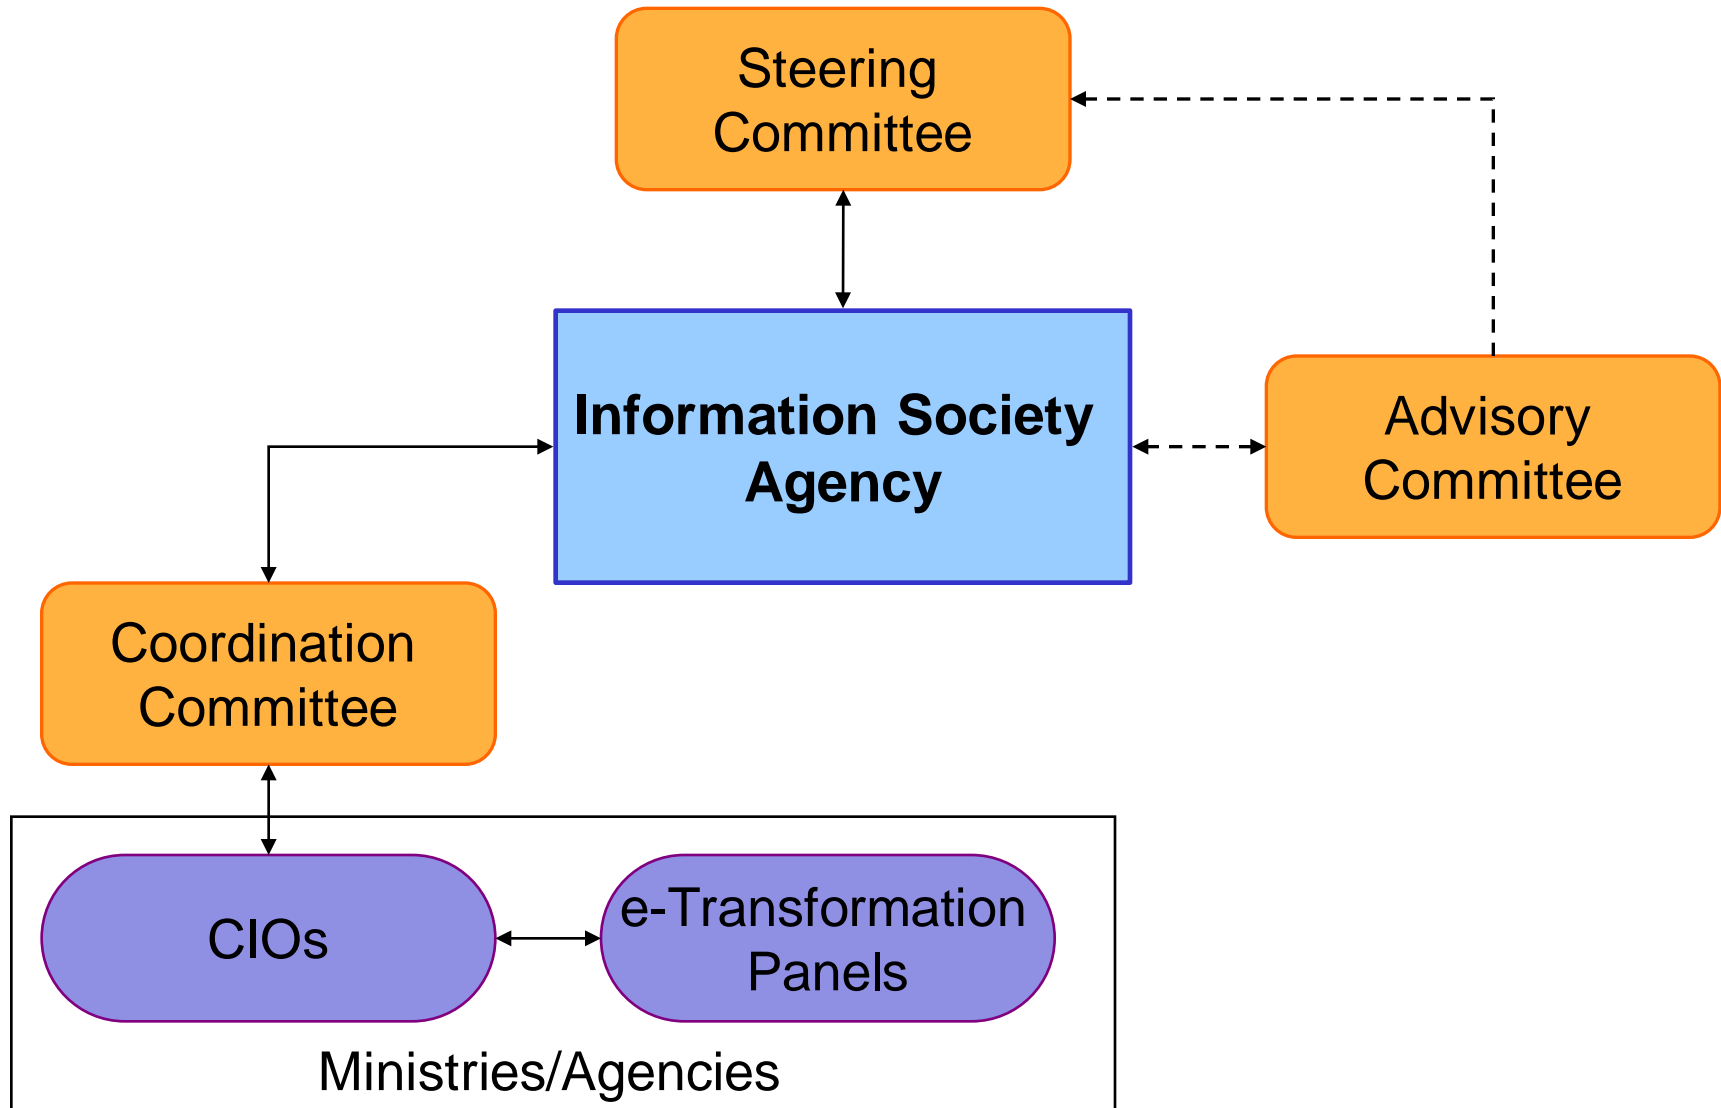 Steering
Committee
Information Society
Agency
Advisory
Committee
Coordination
Committee
CIOs
e-Transformation
Panels
Ministries/Agencies